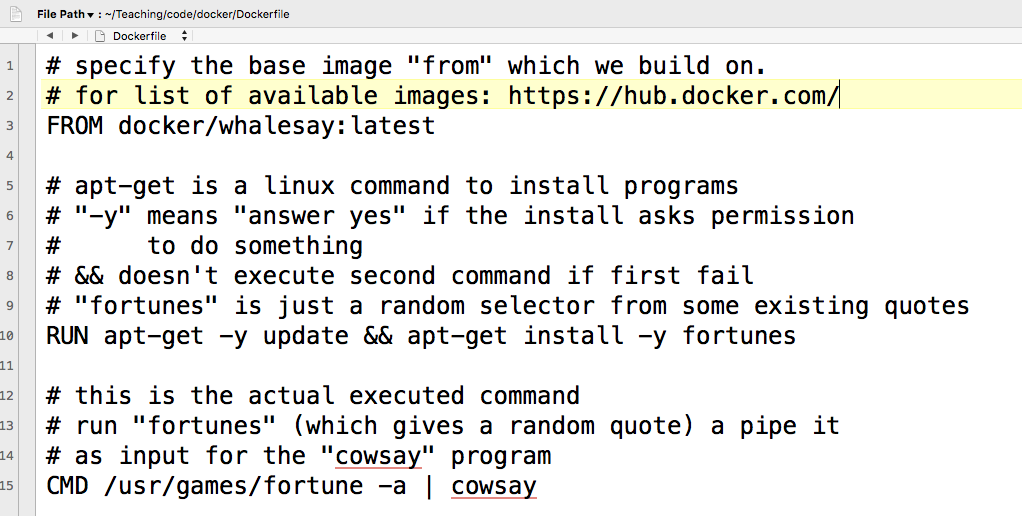 File Path ▾ : ~/Teaching/code/docker/Dockerfile
Dockerfile
1 # specify the base image "from" which we build on.
2 # for list of available images: https://hub.docker.com/
3 FROM docker/whalesay:latest
4
5 # apt-get is a linux command to install programs
6 # "-y" means "answer yes" if the install asks permission
7 #      to do something
8 # && doesn't execute second command if first fail
9 # "fortunes" is just a random selector from some existing quotes
10 RUN apt-get -y update && apt-get install -y fortunes
11
12 # this is the actual executed command
13 # run "fortunes" (which gives a random quote) a pipe it
14 # as input for the "cowsay" program
15 CMD /usr/games/fortune -a | cowsay